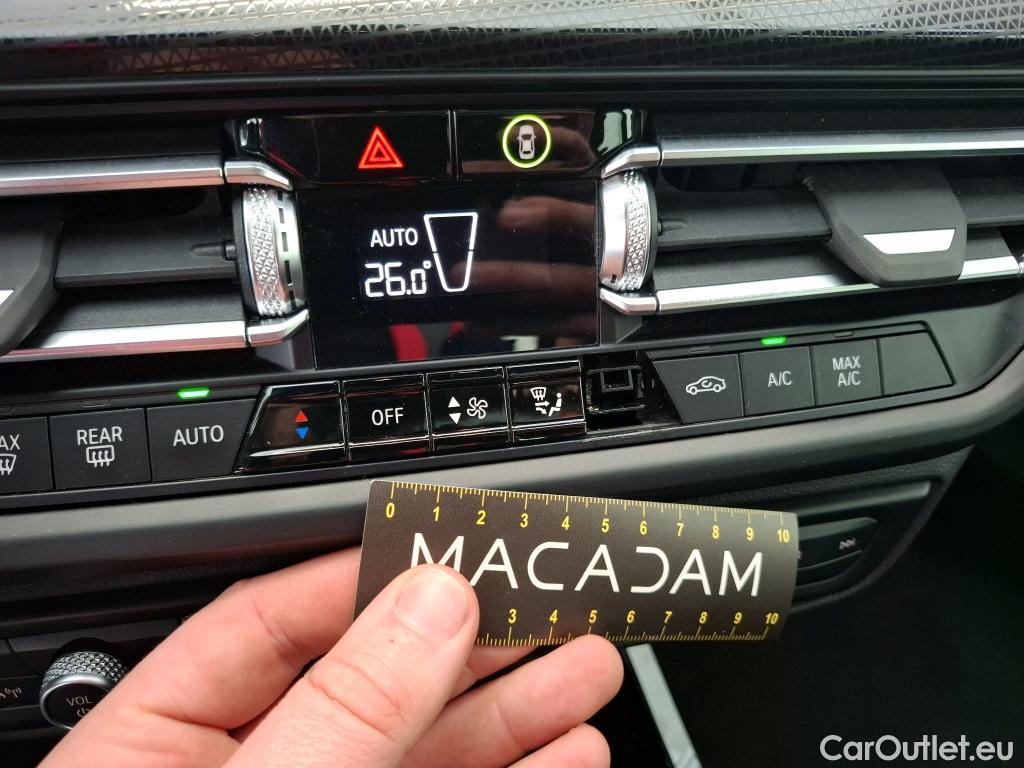 AUTO
26.0°
AX
REAR
AUTO
OFF
A/C
MAX
A/C
0 1 2 3 4 5 6 7 8 9 10
MACADAM
3 4 5 6 7 8 9 10
VOL
CarOutlet.eu